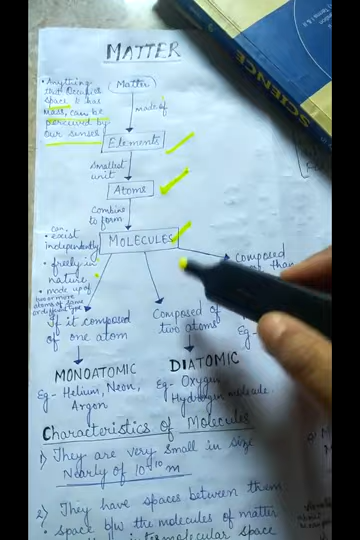 MATTER
• Anything
that Occupies
space & has
mass, can be
perceived by
our senses
Matter
made of
Elements
Smallest
unit
Atoms
Combine
to form
MOLECULES
can
• exist
independently
• freely in
nature.
• made up of
two or more
atoms of same
or different type
If it composed
of one atom
Composed of
two atoms
composed
than
MONOATOMIC
Eg - Helium, Neon,
Argon
DIATOMIC
Eg - Oxygen
Hydrogen molecule
Eg -
Characteristics of Molecules
1) They are very small in size
Nearly of 10⁻¹⁰ m
2) They have spaces between them
• Space b/w the molecules of matter
intermolecular space
SCIENCE